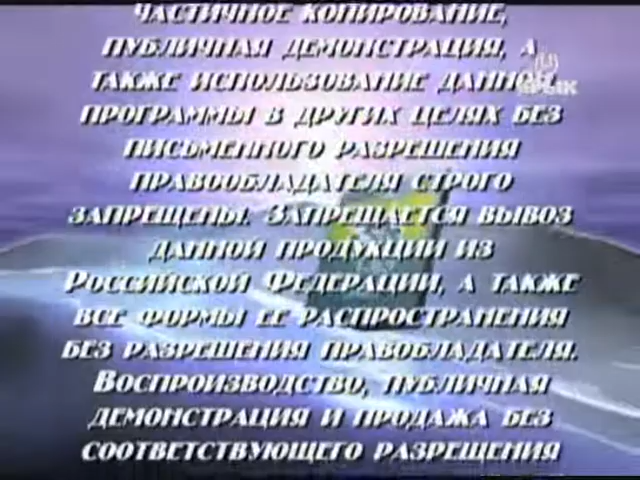 ЧАСТИЧНОЕ КОПИРОВАНИЕ,
ПУБЛИЧНАЯ ДЕМОНСТРАЦИЯ, А
ТАКЖЕ ИСПОЛЬЗОВАНИЕ ДАННОЙ
ПРОГРАММЫ В ДРУГИХ ЦЕЛЯХ БЕЗ
ПИСЬМЕННОГО РАЗРЕШЕНИЯ
ПРАВООБЛАДАТЕЛЯ СТРОГО
ЗАПРЕЩЕНЫ. ЗАПРЕЩАЕТСЯ ВЫВОЗ
ДАННОЙ ПРОДУКЦИИ ИЗ
РОССИЙСКОЙ ФЕДЕРАЦИИ, А ТАКЖЕ
ВСЕ ФОРМЫ ЕЕ РАСПРОСТРАНЕНИЯ
БЕЗ РАЗРЕШЕНИЯ ПРАВООБЛАДАТЕЛЯ.
ВОСПРОИЗВОДСТВО, ПУБЛИЧНАЯ
ДЕМОНСТРАЦИЯ И ПРОДАЖА БЕЗ
СООТВЕТСТВУЮЩЕГО РАЗРЕШЕНИЯ